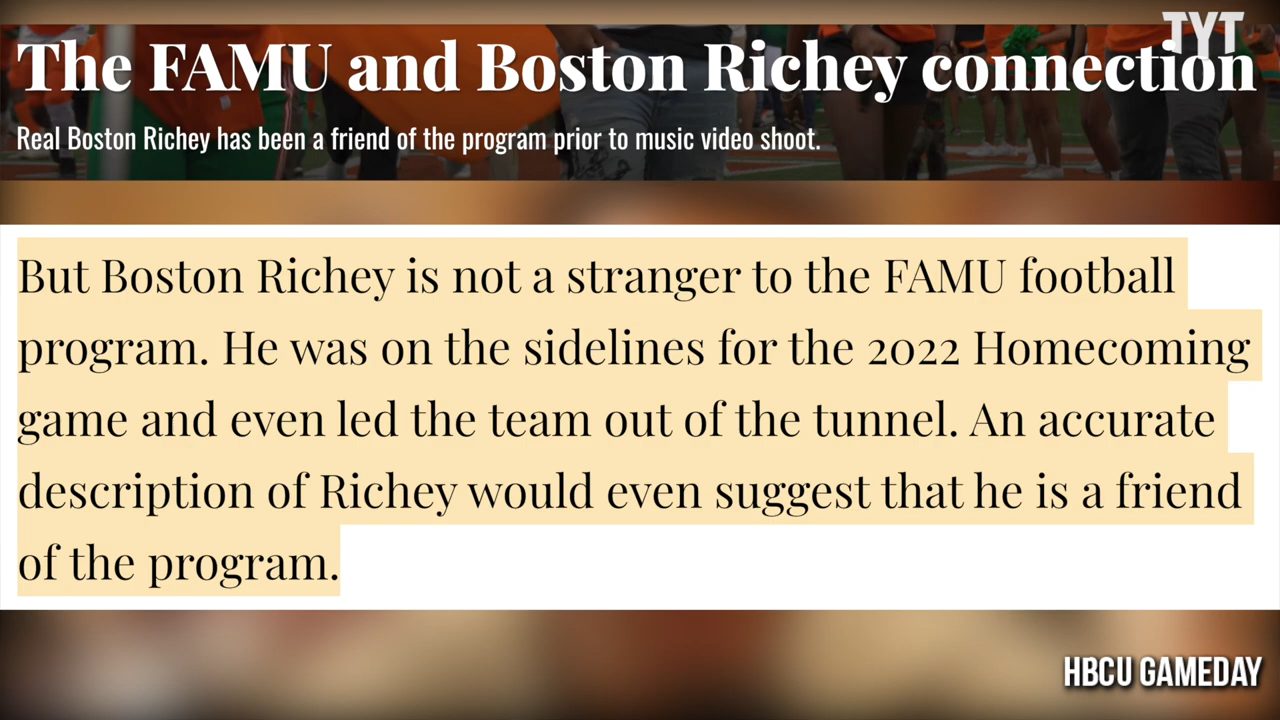 TYT
The FAMU and Boston Richey connection
Real Boston Richey has been a friend of the program prior to music video shoot.
But Boston Richey is not a stranger to the FAMU football
program. He was on the sidelines for the 2022 Homecoming
game and even led the team out of the tunnel. An accurate
description of Richey would even suggest that he is a friend
of the program.
HBCU GAMEDAY